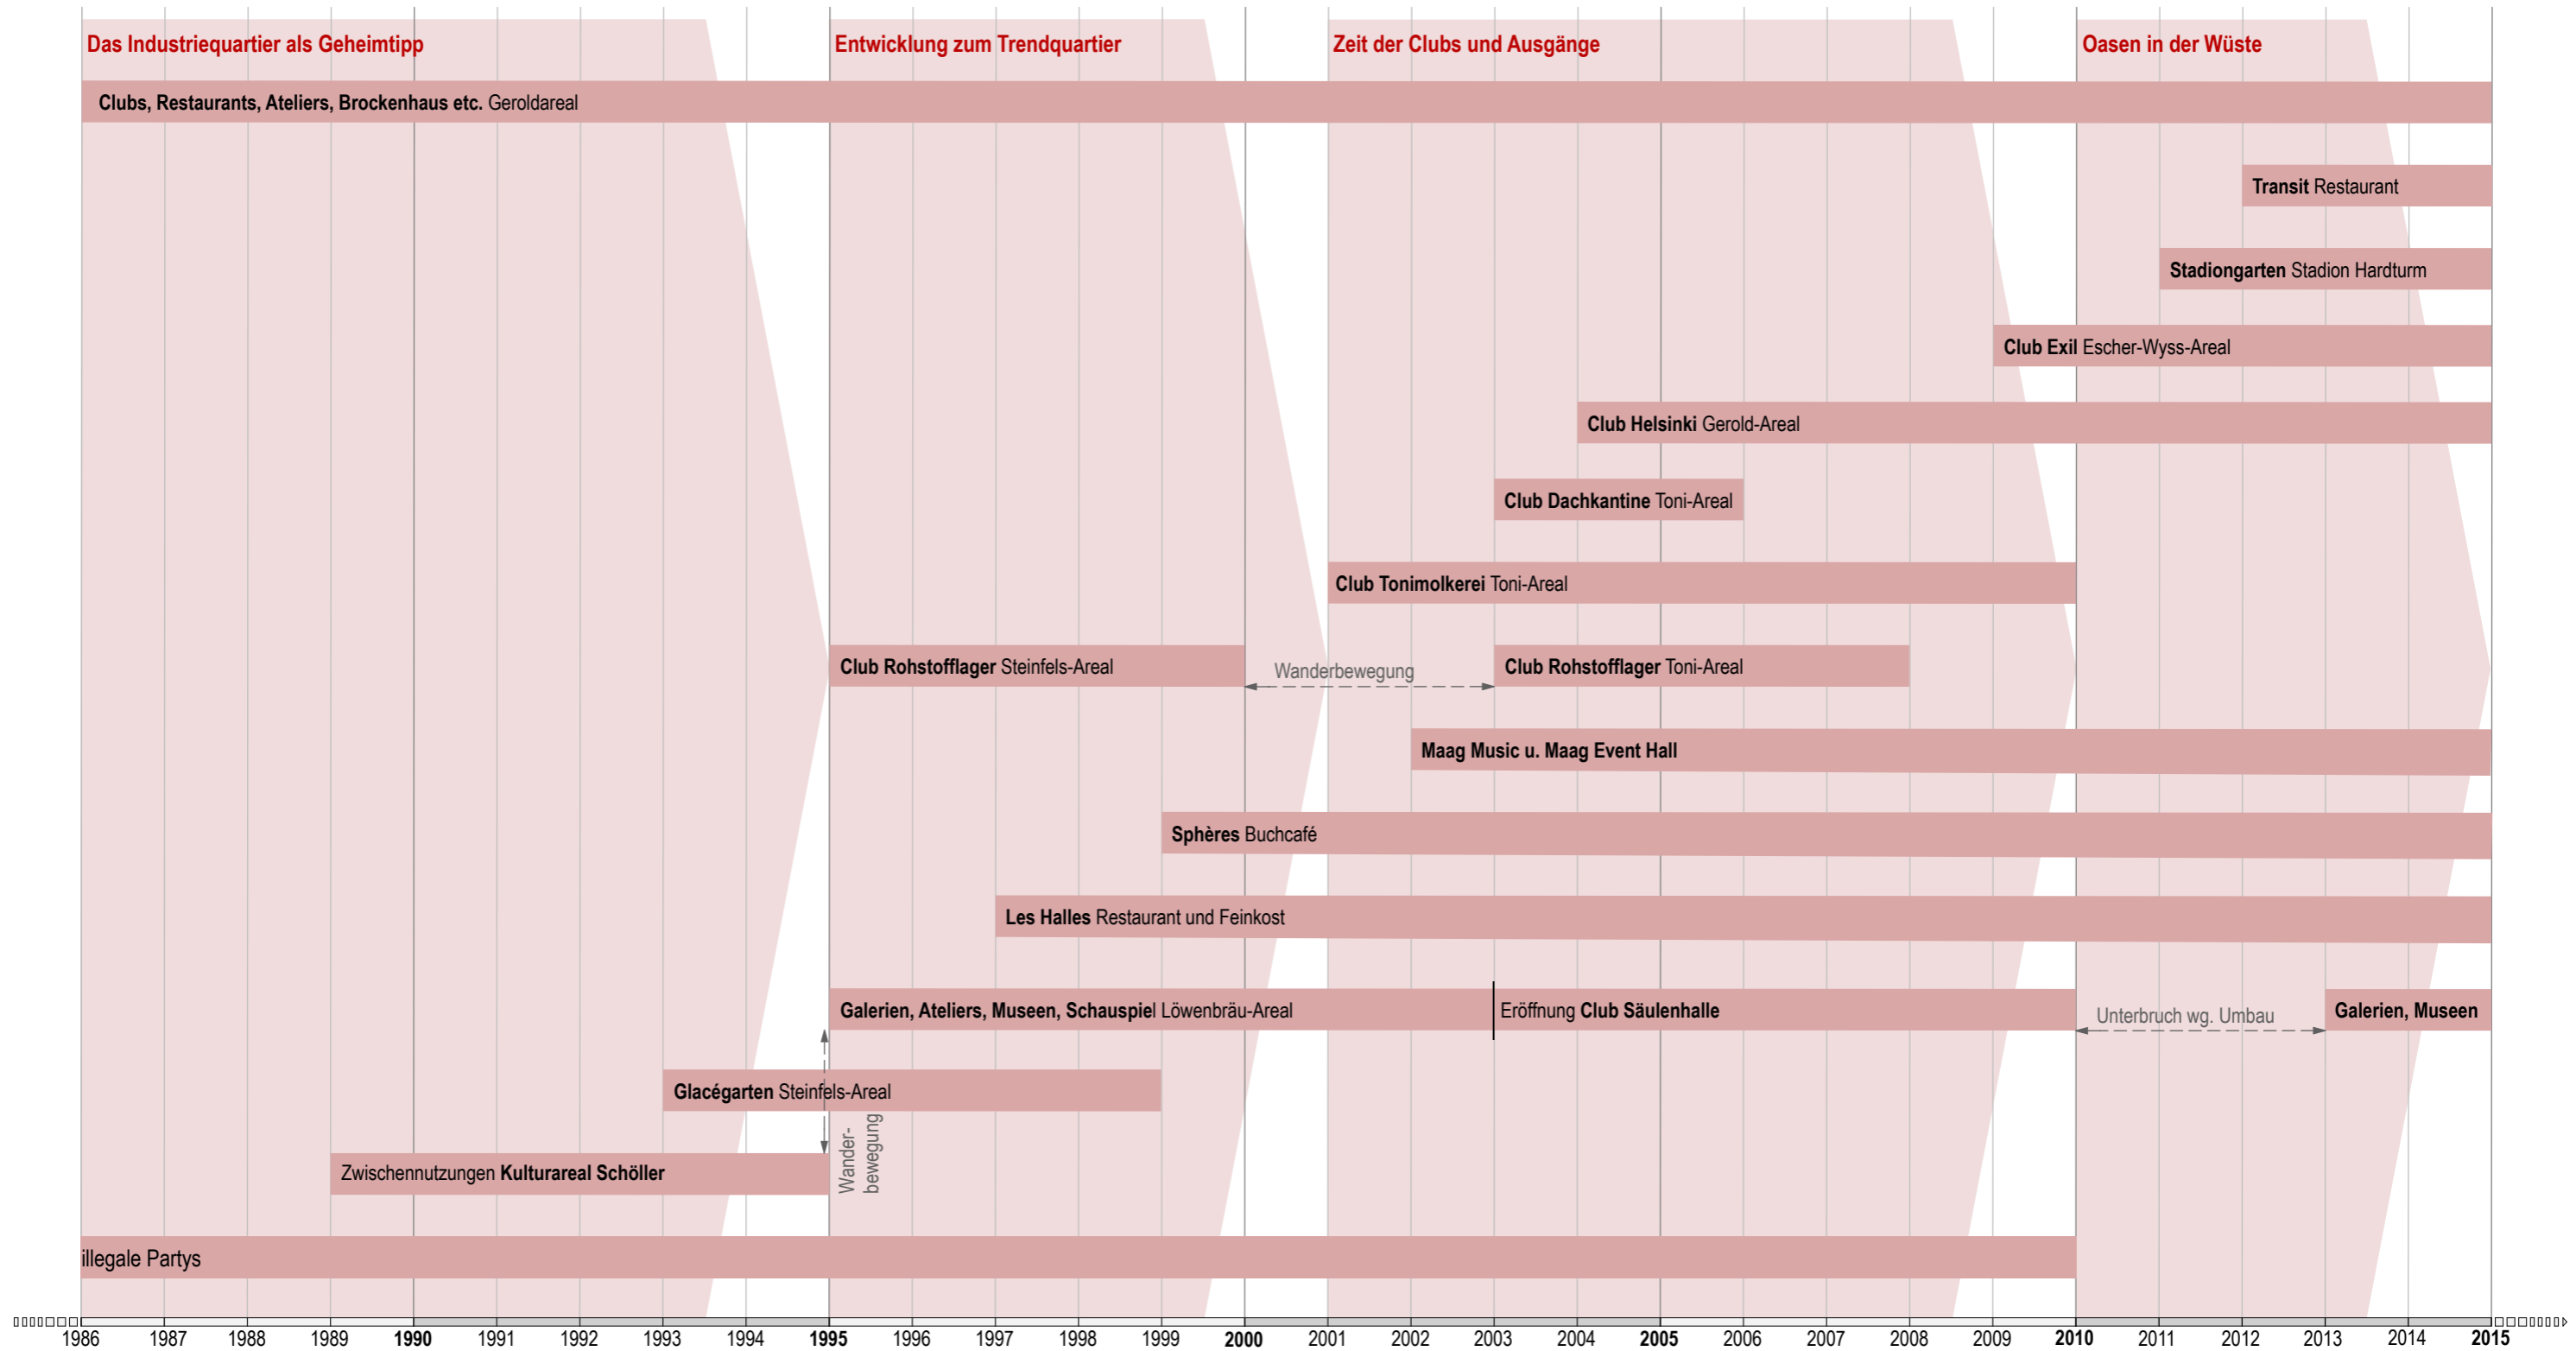 Das Industriequartier als Geheimtipp
Entwicklung zum Trendquartier
Zeit der Clubs und Ausgänge
Oasen in der Wüste
Clubs, Restaurants, Ateliers, Brockenhaus etc. Geroldareal
Transit Restaurant
Stadiongarten Stadion Hardturm
Club Exil Escher-Wyss-Areal
Club Helsinki Gerold-Areal
Club Dachkantine Toni-Areal
Club Tonimolkerei Toni-Areal
Club Rohstofflager Steinfels-Areal
Wanderbewegung
Club Rohstofflager Toni-Areal
Maag Music u. Maag Event Hall
Sphères Buchcafé
Les Halles Restaurant und Feinkost
Galerien, Ateliers, Museen, Schauspiel Löwenbräu-Areal
Eröffnung Club Säulenhalle
Unterbruch wg. Umbau
Galerien, Museen
Glacégarten Steinfels-Areal
Wander-
bewegung
Zwischennutzungen Kulturareal Schöller
illegale Partys
1986 1987 1988 1989 1990 1991 1992 1993 1994 1995 1996 1997 1998 1999 2000 2001 2002 2003 2004 2005 2006 2007 2008 2009 2010 2011 2012 2013 2014 2015